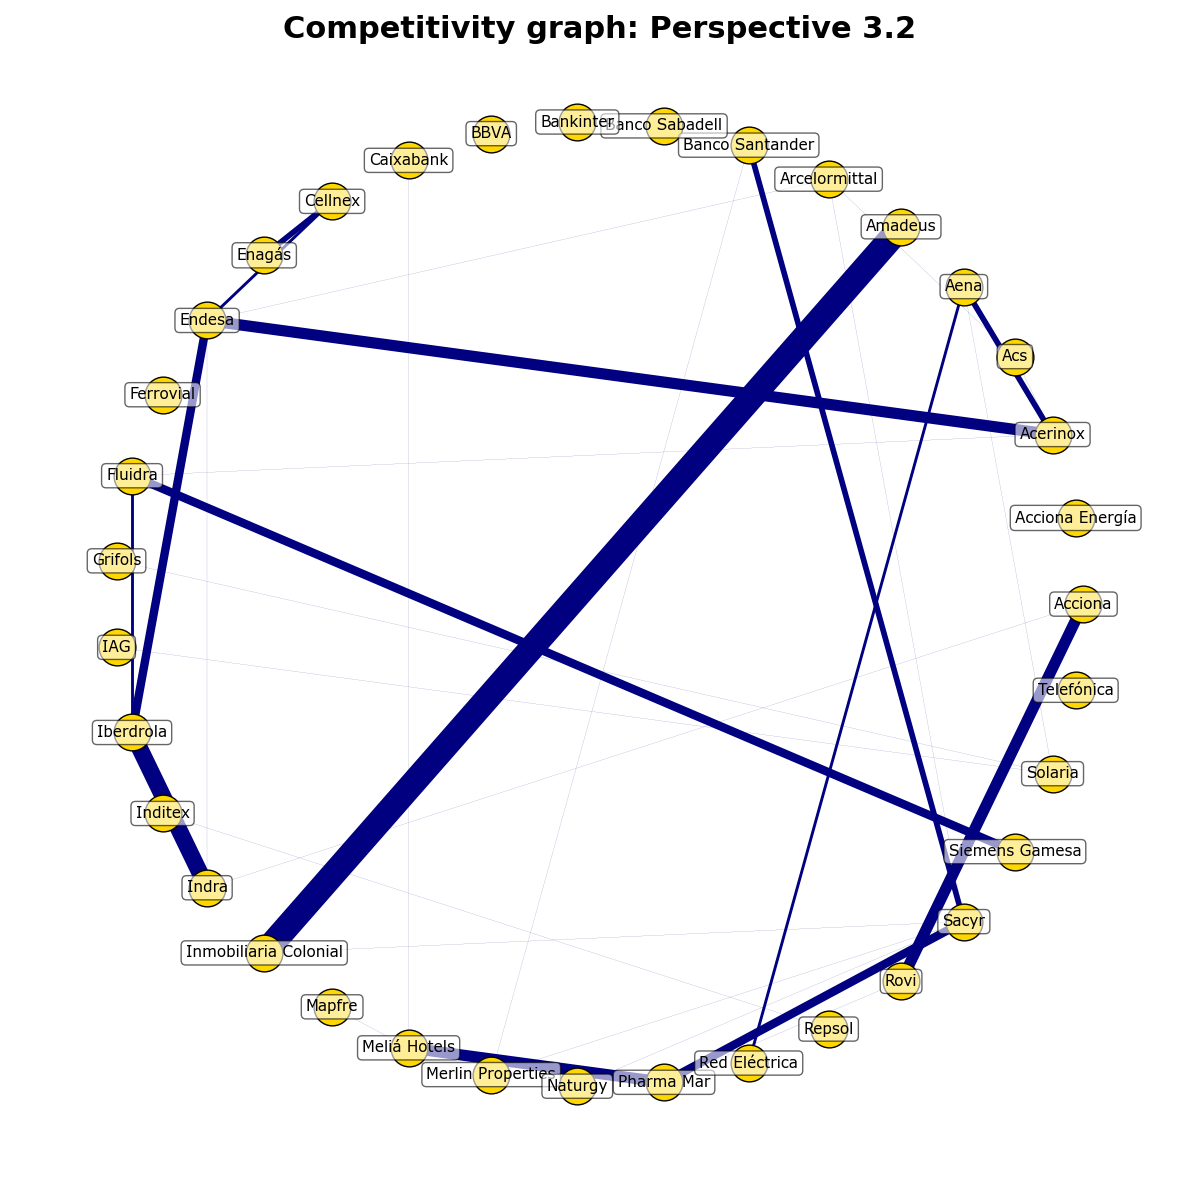 Competitivity graph: Perspective 3.2
Bankinter
Banco Sabadell
BBVA
Banco Santander
Caixabank
Arcelormittal
Cellnex
Amadeus
Enagás
Aena
Endesa
Acs
Ferrovial
Acerinox
Fluidra
Acciona Energía
Grifols
Acciona
IAG
Telefónica
Iberdrola
Solaria
Inditex
Siemens Gamesa
Indra
Sacyr
Inmobiliaria Colonial
Rovi
Mapfre
Repsol
Meliá Hotels
Red Eléctrica
Merlin Properties
Pharma Mar
Naturgy